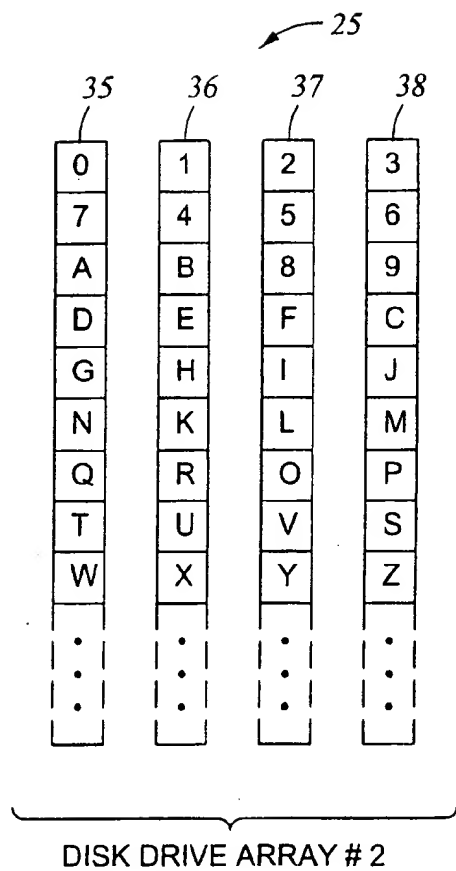 25
35 36 37 38
0 1 2 3
7 4 5 6
A B 8 9
D E F C
G H I J
N K L M
Q R O P
T U V S
W X Y Z
DISK DRIVE ARRAY # 2